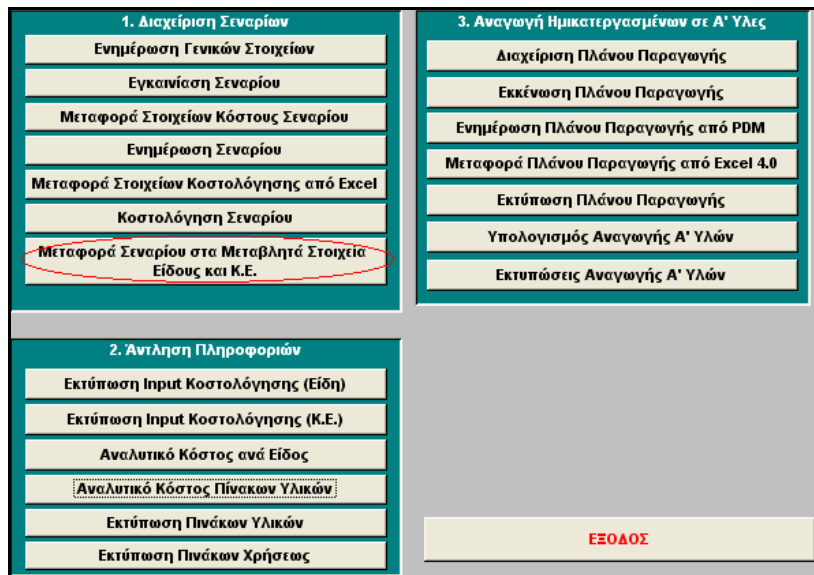 1. Διαχείριση Σεναρίων
Ενημέρωση Γενικών Στοιχείων
Εγκαινίαση Σεναρίου
Μεταφορά Στοιχείων Κόστους Σεναρίου
Ενημέρωση Σεναρίου
Μεταφορά Στοιχείων Κοστολόγησης από Excel
Κοστολόγηση Σεναρίου
Μεταφορά Σεναρίου στα Μεταβλητά Στοιχεία
Είδους και Κ.Ε.
2. Άντληση Πληροφοριών
Εκτύπωση Input Κοστολόγησης (Είδη)
Εκτύπωση Input Κοστολόγησης (Κ.Ε.)
Αναλυτικό Κόστος ανά Είδος
Αναλυτικό Κόστος Πίνακων Υλικών
Εκτύπωση Πινάκων Υλικών
Εκτύπωση Πινάκων Χρήσεως
3. Αναγωγή Ημικατεργασμένων σε Α' Υλες
Διαχείριση Πλάνου Παραγωγής
Εκκένωση Πλάνου Παραγωγής
Ενημέρωση Πλάνου Παραγωγής από PDM
Μεταφορά Πλάνου Παραγωγής από Excel 4.0
Εκτύπωση Πλάνου Παραγωγής
Υπολογισμός Αναγωγής Α' Υλών
Εκτυπώσεις Αναγωγής Α' Υλών
ΕΞΟΔΟΣ